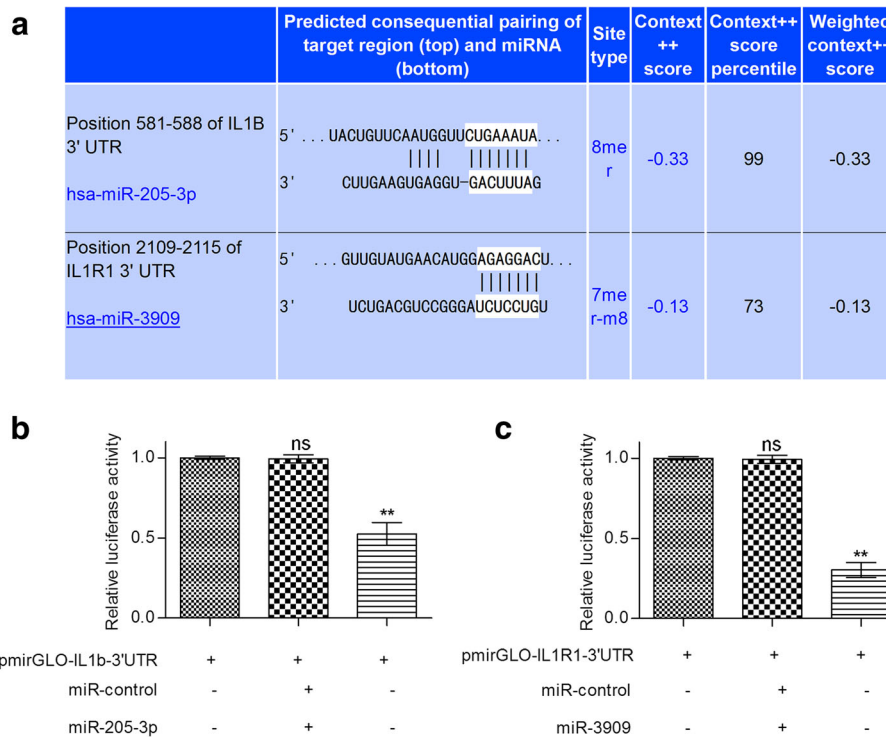 a
Predicted consequential pairing of
target region (top) and miRNA
(bottom)
Site
type
Context
++
score
Context++
score
percentile
Weighted
context++
score
Position 581-588 of IL1B
3' UTR
hsa-miR-205-3p
5' ...UACUGUUCAAUGGUUCUGAAAUA...
3' CUUGAAGUGAGGU-GACUUUAG
8me
r
-0.33
99
-0.33
Position 2109-2115 of
IL1R1 3' UTR
hsa-miR-3909
5' ...GUUGUAUGAACAUGGAGAGGACU...
3' UCUGACGUCCGGGAUCUCCUGU
7me
r-m8
-0.13
73
-0.13
b
Relative luciferase activity
1.0
0.5
0.0
ns
**
pmirGLO-IL1b-3'UTR + + +
miR-control - + -
miR-205-3p - + -
c
Relative luciferase activity
1.0
0.5
0.0
ns
**
pmirGLO-IL1R1-3'UTR + + +
miR-control - + -
miR-3909 - + -